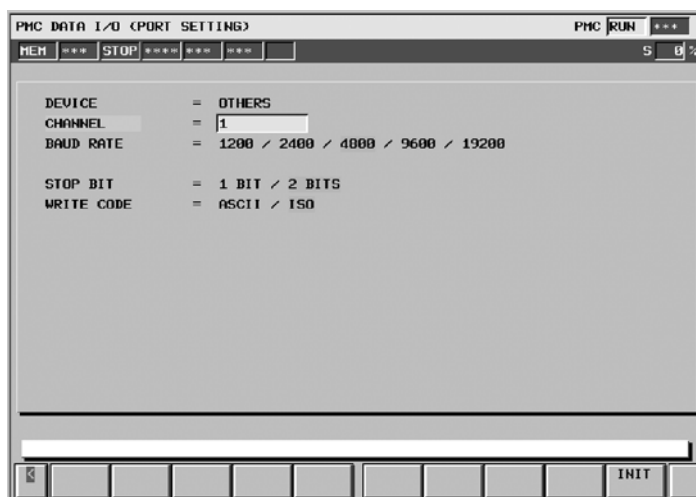 PMC DATA I/O (PORT SETTING) PMC RUN ***
MEM *** STOP **** *** *** S 0 %
DEVICE = OTHERS
CHANNEL = 1
BAUD RATE = 1200 / 2400 / 4800 / 9600 / 19200
STOP BIT = 1 BIT / 2 BITS
WRITE CODE = ASCII / ISO
< INIT